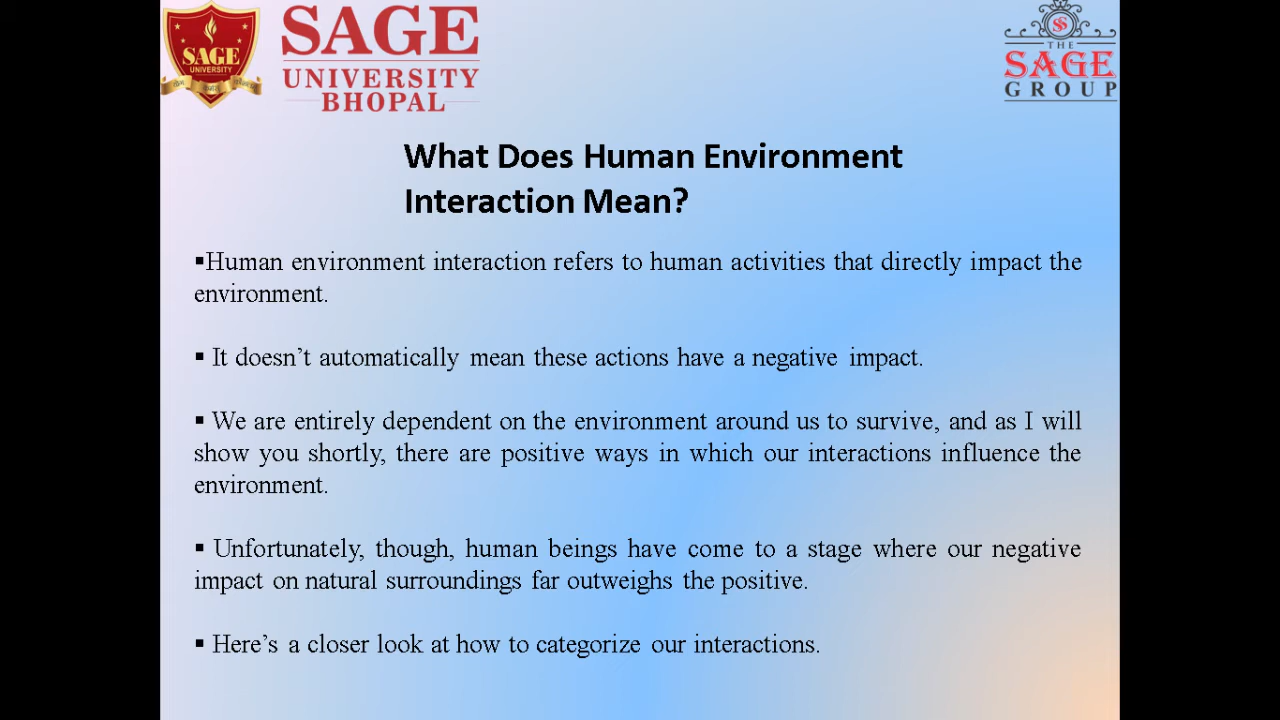 SAGE
UNIVERSITY
SAGE
UNIVERSITY
BHOPAL
THE
SAGE
GROUP
What Does Human Environment
Interaction Mean?
▪Human environment interaction refers to human activities that directly impact the
environment.
▪ It doesn’t automatically mean these actions have a negative impact.
▪ We are entirely dependent on the environment around us to survive, and as I will
show you shortly, there are positive ways in which our interactions influence the
environment.
▪ Unfortunately, though, human beings have come to a stage where our negative
impact on natural surroundings far outweighs the positive.
▪ Here’s a closer look at how to categorize our interactions.